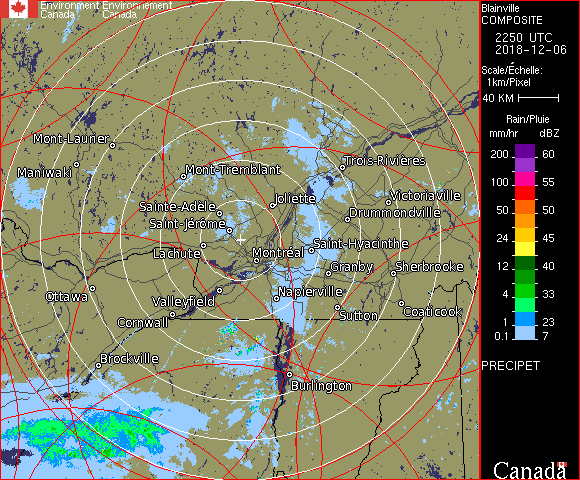 Environment Environnement
Canada Canada
Blainville
COMPOSITE
2250 UTC
2018-12-06
Scale/Échelle:
1km/Pixel
40 KM
Rain/Pluie
mm/hr dBZ
200 60
100 55
50 50
24 45
12 40
4 33
1 23
0.1 7
PRECIPET
Canada
Mont-Laurier
Maniwaki
Mont-Tremblant
Trois-Rivières
Joliette
Victoriaville
Sainte-Adele
Drummondville
Saint-Jérôme
Lachute
Montréal
Saint-Hyacinthe
Granby
Sherbrooke
Ottawa
Valleyfield
Napierville
Cornwall
Sutton
Coaticook
Brockville
Burlington